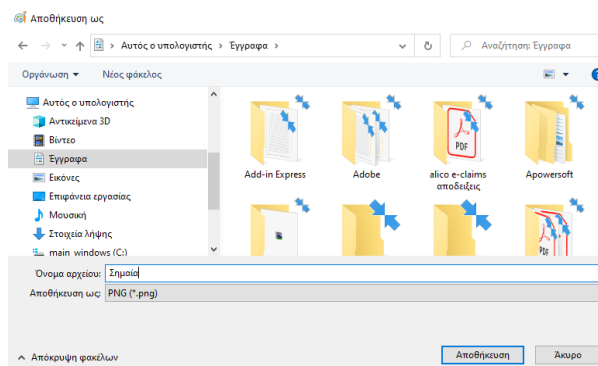 Αποθήκευση ως
Αυτός ο υπολογιστής › Έγγραφα ›
Αναζήτηση: Έγγραφα
Οργάνωση
Νέος φάκελος
?
Αυτός ο υπολογιστής
Αντικείμενα 3D
Βίντεο
Έγγραφα
Εικόνες
Επιφάνεια εργασίας
Μουσική
Στοιχεία λήψης
main_windows (C:)
PDF
Add-in Express
Adobe
alico e-claims
αποδείξεις
Apowersoft
PDF
Όνομα αρχείου: Σημαία
Αποθήκευση ως: PNG (*.png)
Απόκρυψη φακέλων
Αποθήκευση
Άκυρο